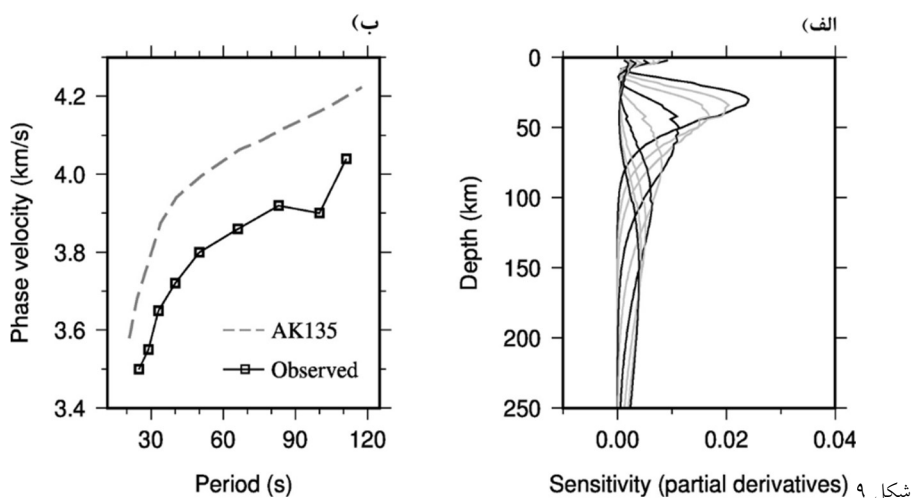 ب)
الف)
4.2
4.0
3.8
3.6
3.4
Phase velocity (km/s)
AK135
Observed
30 60 90 120
Period (s)
0
50
100
150
200
250
Depth (km)
0.00 0.02 0.04
Sensitivity (partial derivatives)
شکل ۹